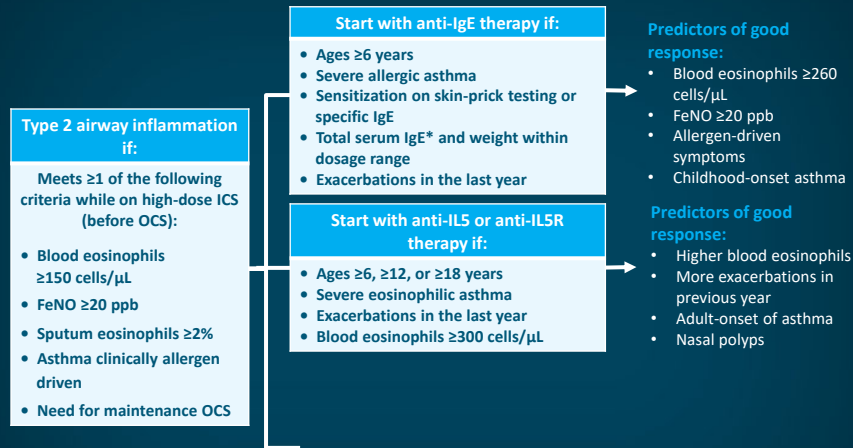 Type 2 airway inflammation
if:
Meets ≥1 of the following
criteria while on high-dose ICS
(before OCS):
• Blood eosinophils
≥150 cells/µL
• FeNO ≥20 ppb
• Sputum eosinophils ≥2%
• Asthma clinically allergen
driven
• Need for maintenance OCS
Start with anti-IgE therapy if:
• Ages ≥6 years
• Severe allergic asthma
• Sensitization on skin-prick testing or
specific IgE
• Total serum IgE* and weight within
dosage range
• Exacerbations in the last year
Predictors of good
response:
• Blood eosinophils ≥260
cells/µL
• FeNO ≥20 ppb
• Allergen-driven
symptoms
• Childhood-onset asthma
Start with anti-IL5 or anti-IL5R
therapy if:
• Ages ≥6, ≥12, or ≥18 years
• Severe eosinophilic asthma
• Exacerbations in the last year
• Blood eosinophils ≥300 cells/µL
Predictors of good
response:
• Higher blood eosinophils
• More exacerbations in
previous year
• Adult-onset of asthma
• Nasal polyps